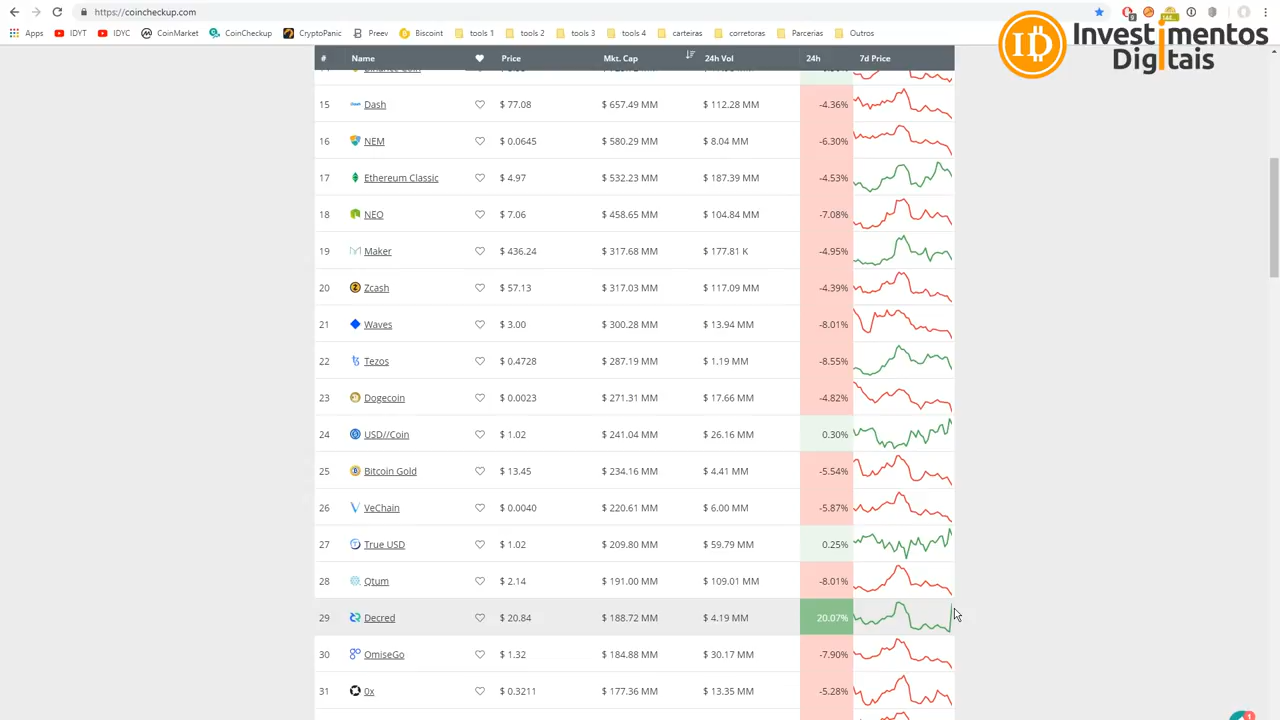 https://coincheckup.com
Apps IDYT IDYC CoinMarket CoinCheckup CryptoPanic Preev Biscoint tools 1 tools 2 tools 3 tools 4 carteiras corretoras Parcerias Outros
ID Investimentos
Digitais
# Name Price Mkt. Cap 24h Vol 24h 7d Price
15 Dash $ 77.08 $ 657.49 MM $ 112.28 MM -4.36%
16 NEM $ 0.0645 $ 580.29 MM $ 8.04 MM -6.30%
17 Ethereum Classic $ 4.97 $ 532.23 MM $ 187.39 MM -4.53%
18 NEO $ 7.06 $ 458.65 MM $ 104.84 MM -7.08%
19 Maker $ 436.24 $ 317.68 MM $ 177.81 K -4.95%
20 Zcash $ 57.13 $ 317.03 MM $ 117.09 MM -4.39%
21 Waves $ 3.00 $ 300.28 MM $ 13.94 MM -8.01%
22 Tezos $ 0.4728 $ 287.19 MM $ 1.19 MM -8.55%
23 Dogecoin $ 0.0023 $ 271.31 MM $ 17.66 MM -4.82%
24 USD//Coin $ 1.02 $ 241.04 MM $ 26.16 MM 0.30%
25 Bitcoin Gold $ 13.45 $ 234.16 MM $ 4.41 MM -5.54%
26 VeChain $ 0.0040 $ 220.61 MM $ 6.00 MM -5.87%
27 True USD $ 1.02 $ 209.80 MM $ 59.79 MM 0.25%
28 Qtum $ 2.14 $ 191.00 MM $ 109.01 MM -8.01%
29 Decred $ 20.84 $ 188.72 MM $ 4.19 MM 20.07%
30 OmiseGo $ 1.32 $ 184.88 MM $ 30.17 MM -7.90%
31 0x $ 0.3211 $ 177.36 MM $ 13.35 MM -5.28%